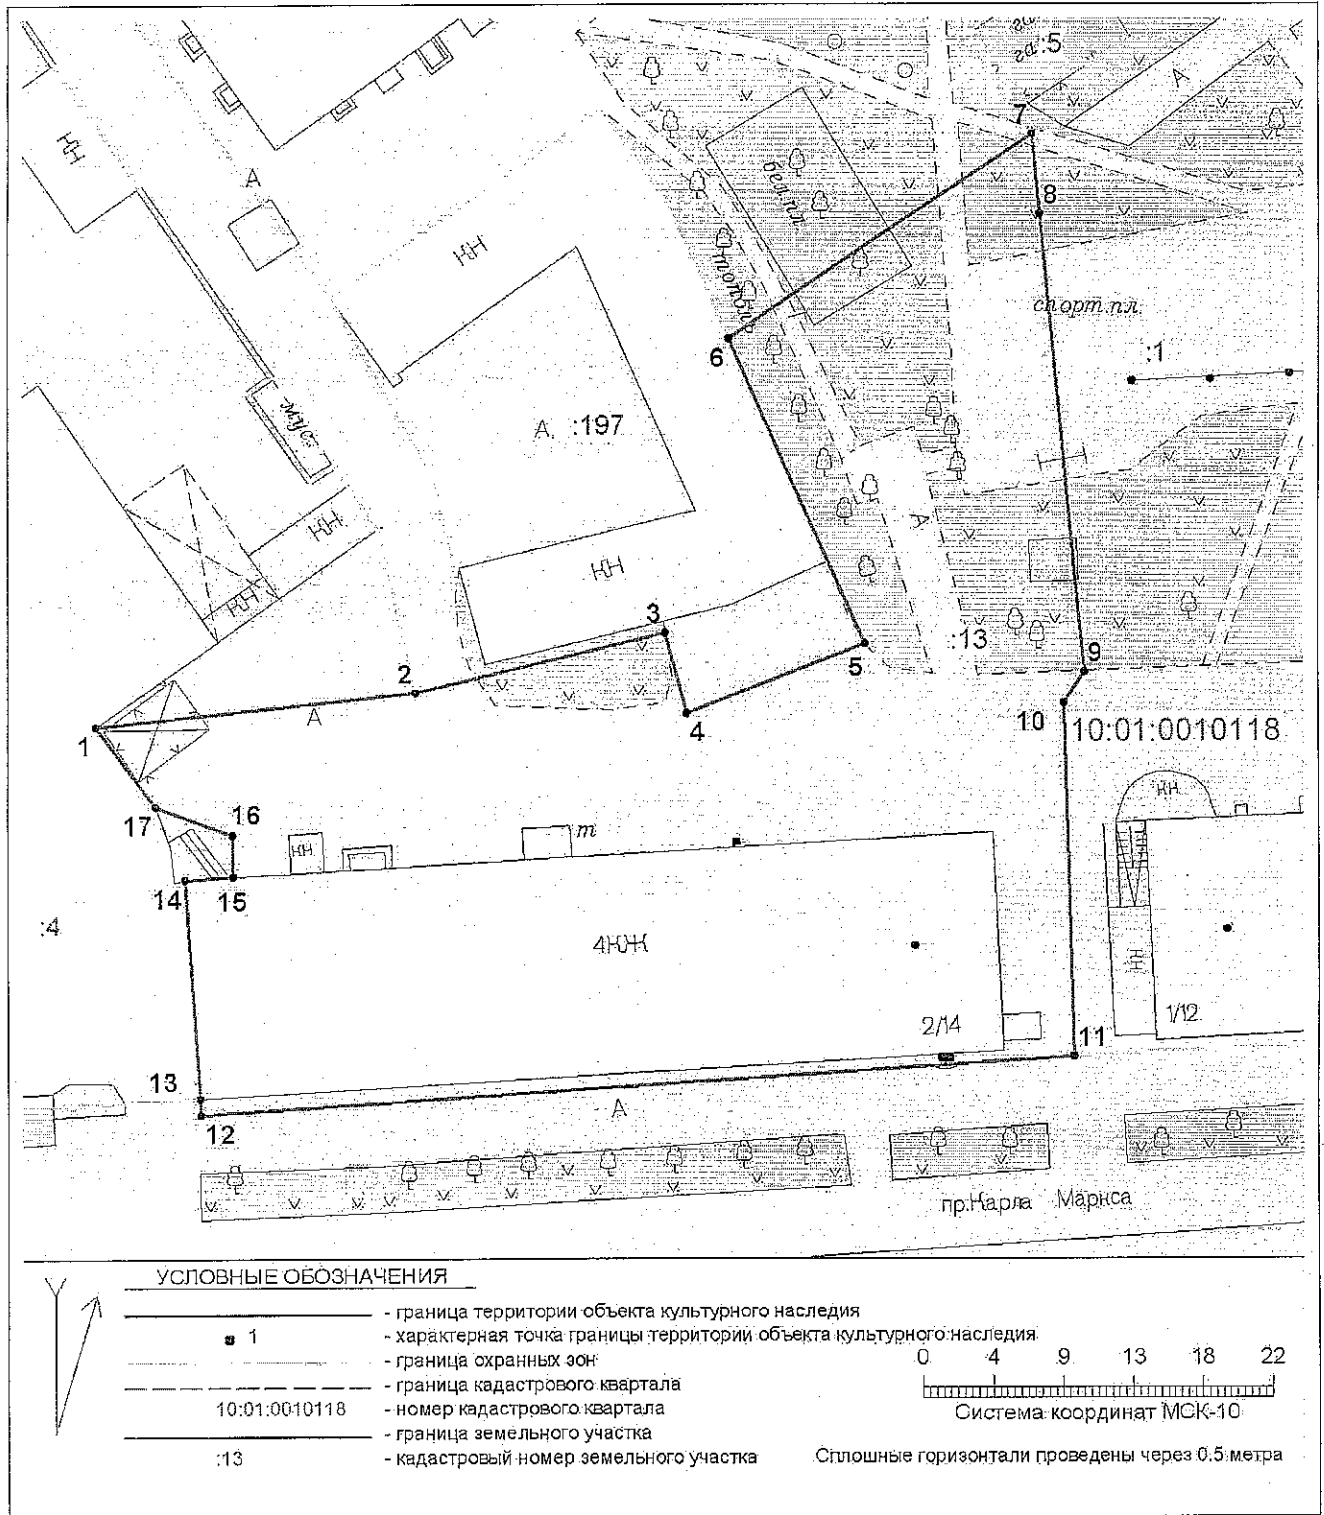 :5
7
КН
А
А
8
бел.пл
КН
спорт.пл.
6
:1
мус.
А. :197
КН
А
КН
КН
3
5
:13
9
2
А
4
10
1
10:01:0010118
КН
17
16
КН
т
14
15
:4
4КЖ
КН
2/14
1/12
11
13
12
А
пр.Карла Маркса
УСЛОВНЫЕ ОБОЗНАЧЕНИЯ
- граница территории объекта культурного наследия
1 - характерная точка границы территории объекта культурного наследия
- граница охранных зон
- граница кадастрового квартала
10:01:0010118 - номер кадастрового квартала
- граница земельного участка
:13 - кадастровый номер земельного участка
0 4 9 13 18 22
Система координат МСК-10
Сплошные горизонтали проведены через 0.5 метра